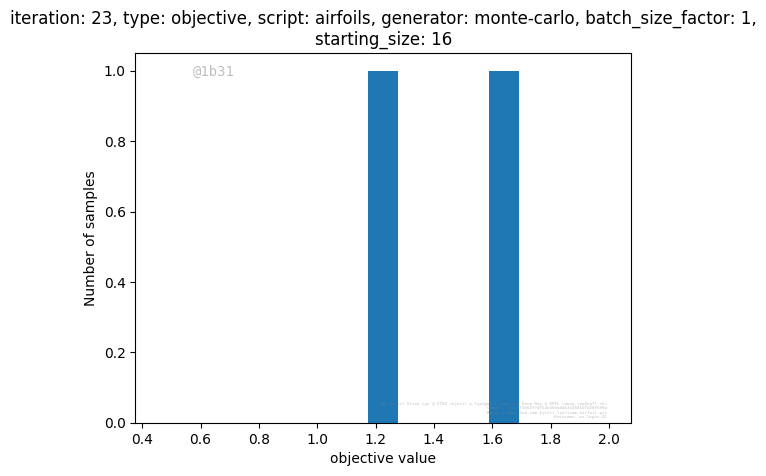 iteration: 23, type: objective, script: airfoils, generator: monte-carlo, batch_size_factor: 1,
starting_size: 16
@1b31
1.0
0.8
0.6
0.4
0.2
0.0
Number of samples
0.4 0.6 0.8 1.0 1.2 1.4 1.6 1.8 2.0
objective value